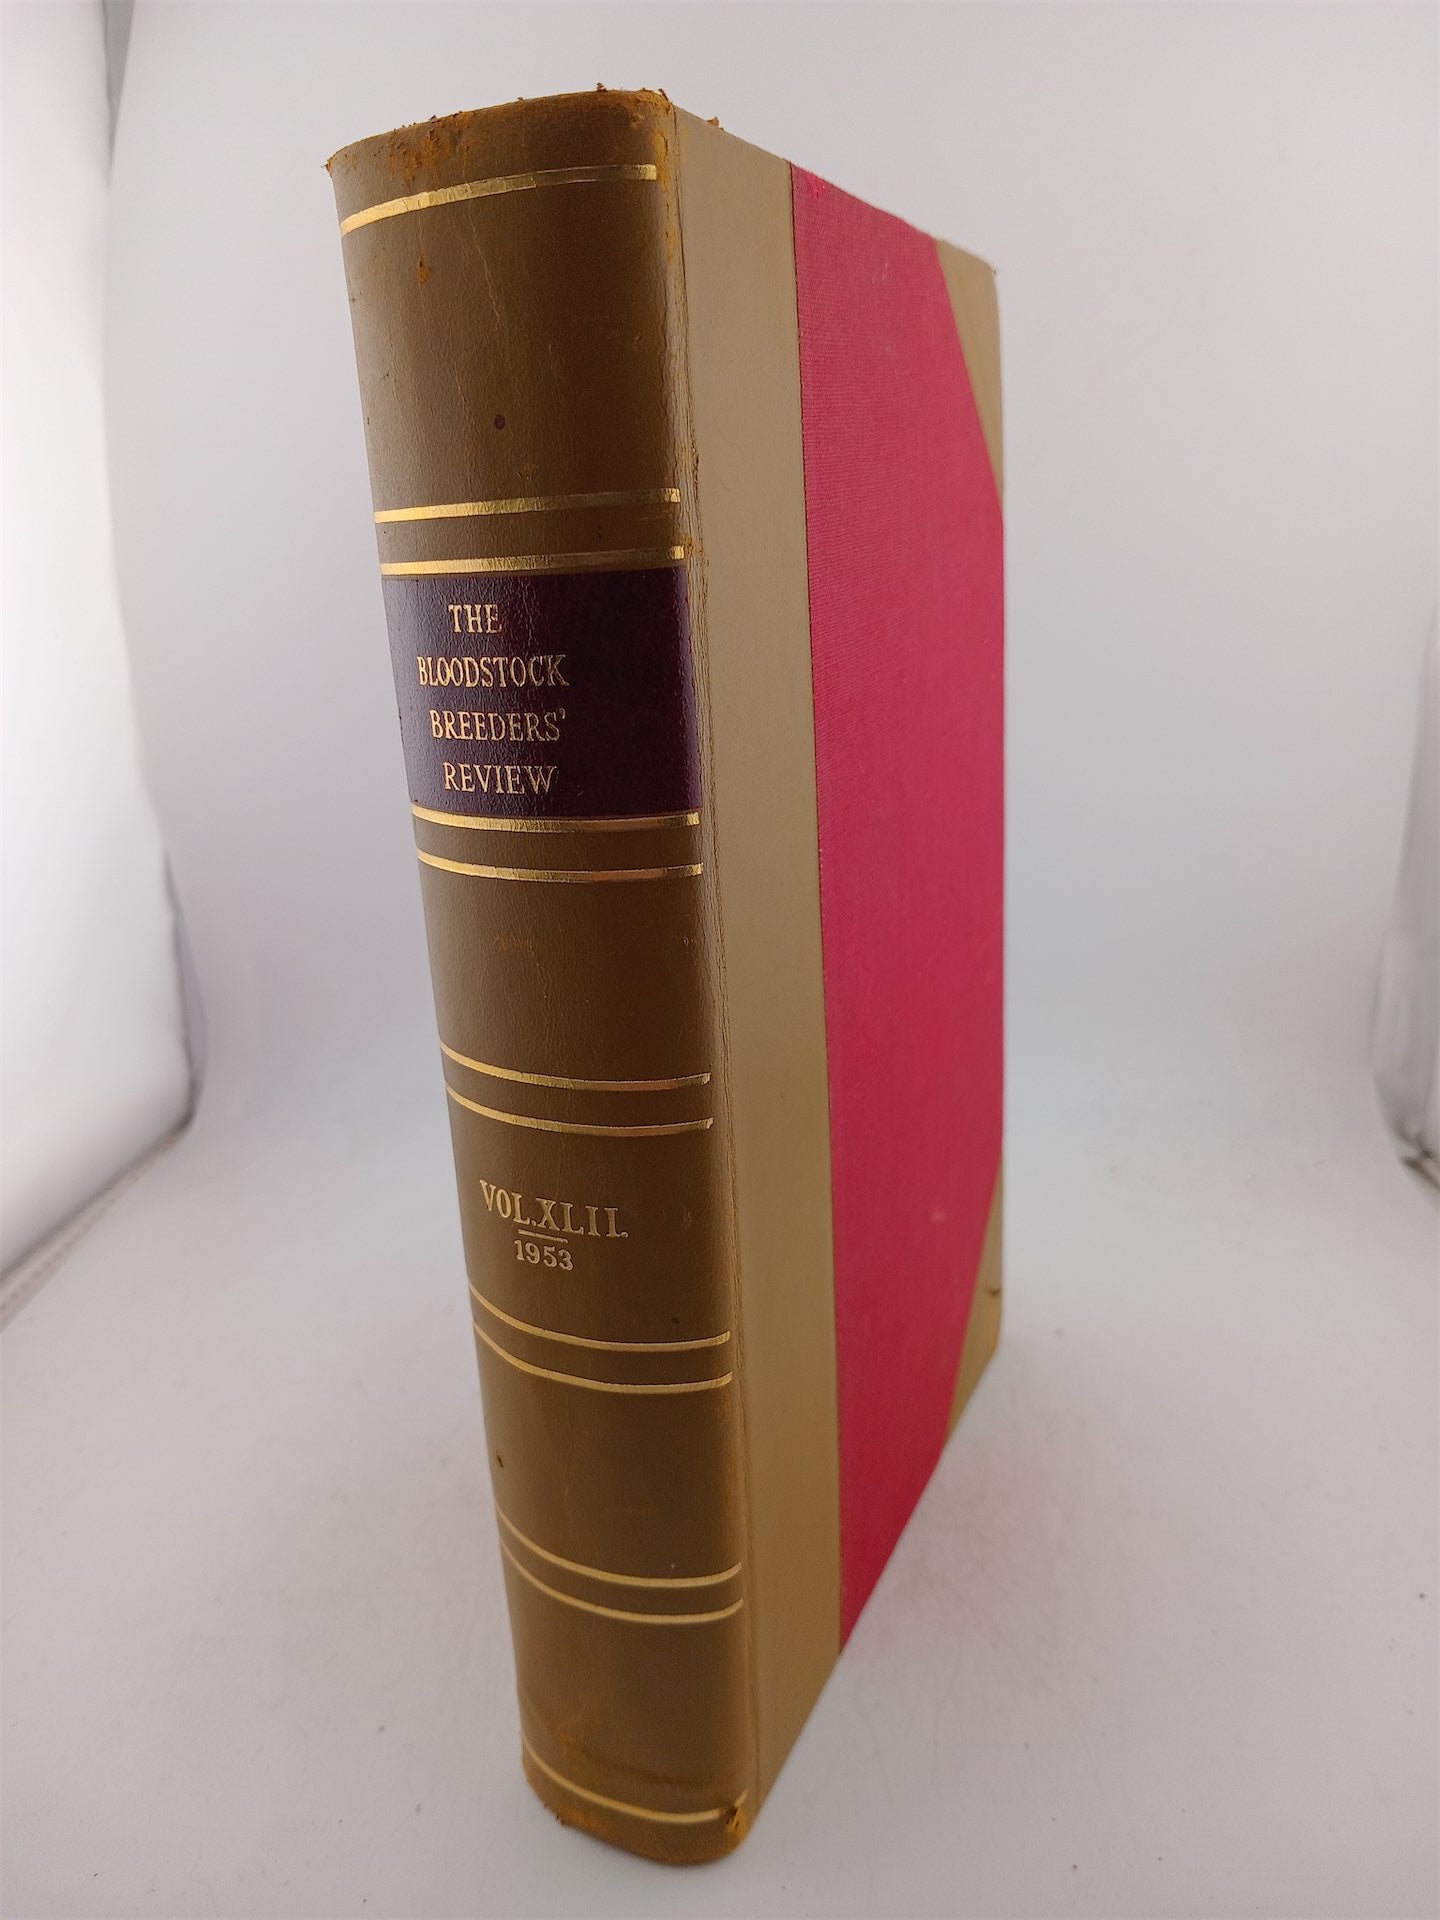 THE
BLOODSTOCK
BREEDERS'
REVIEW
VOL.XLII.
1953